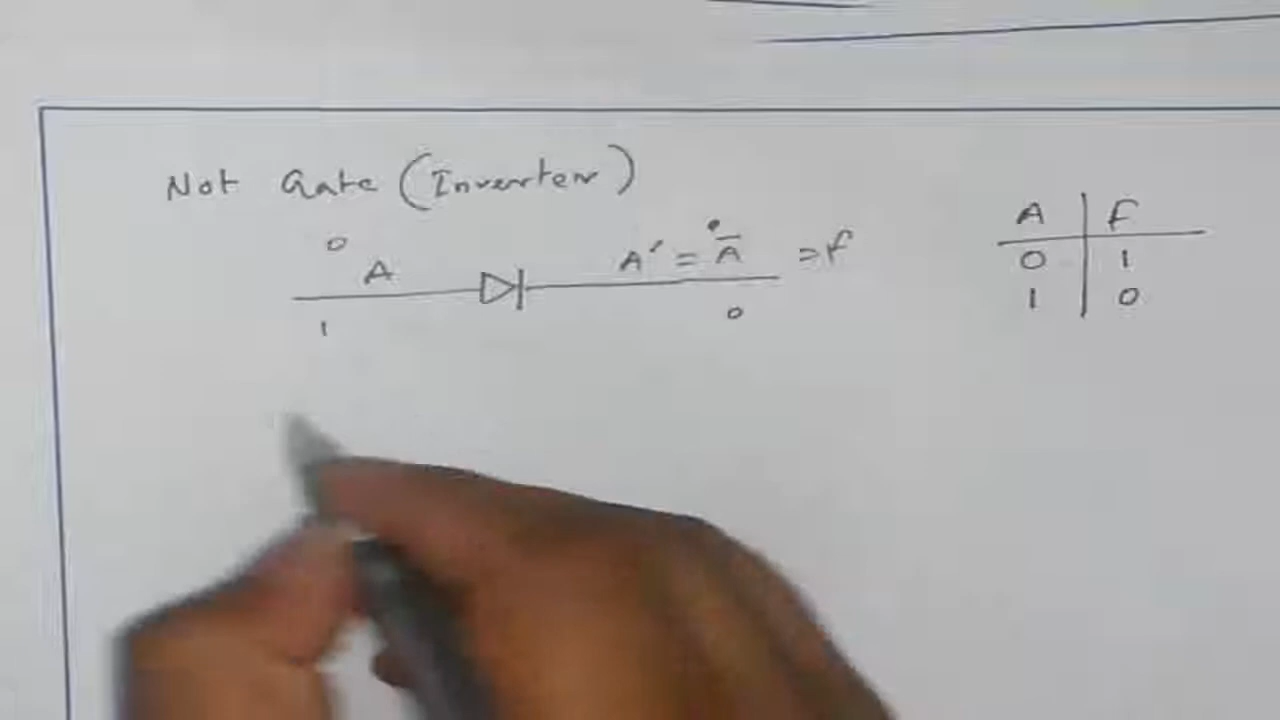 Not Gate (Inverter)
0
A
A' = A̅ = F
1
0
A F
0 1
1 0